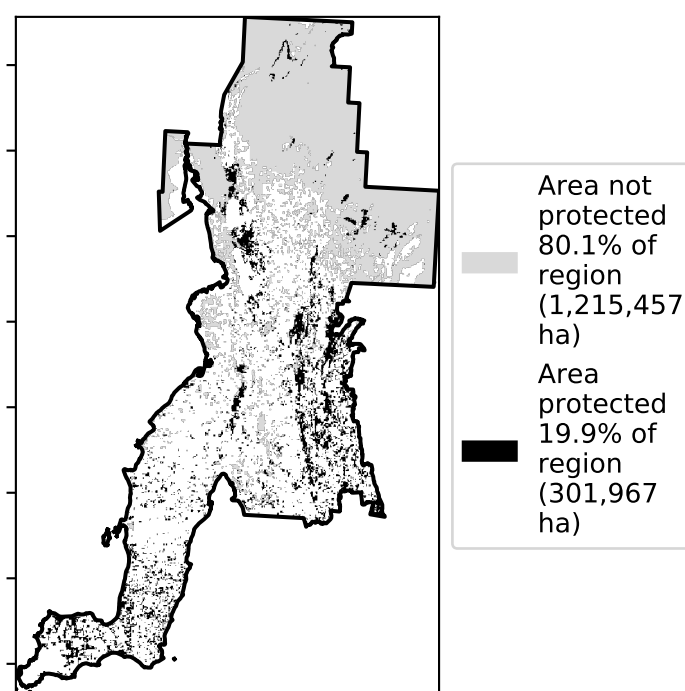 Area not
protected
80.1% of
region
(1,215,457
ha)
Area
protected
19.9% of
region
(301,967
ha)